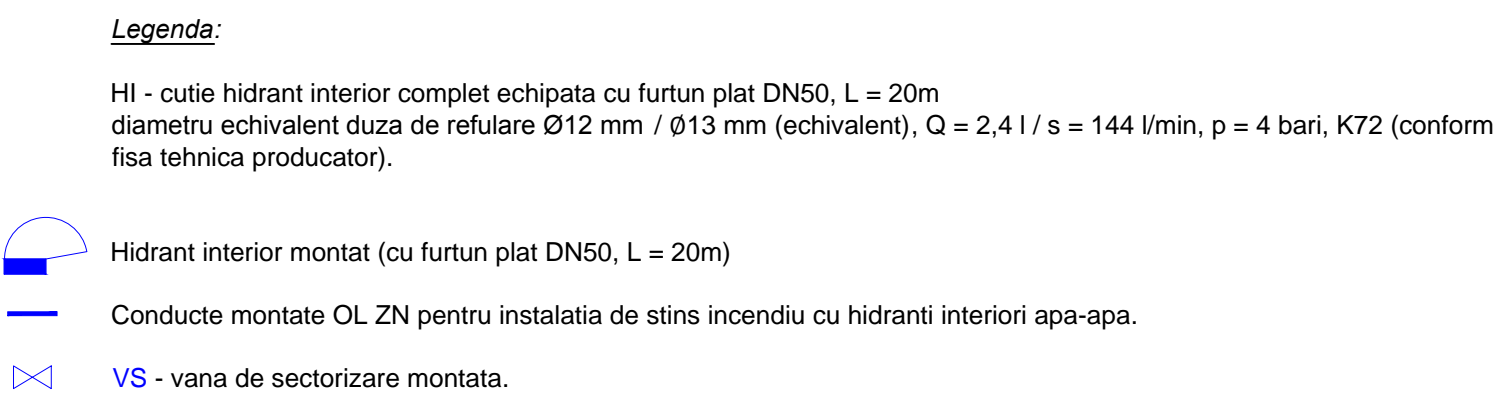 Legenda:
HI - cutie hidrant interior complet echipata cu furtun plat DN50, L = 20m
diametru echivalent duza de refulare Ø12 mm / Ø13 mm (echivalent), Q = 2,4 l / s = 144 l/min, p = 4 bari, K72 (conform
fisa tehnica producator).
Hidrant interior montat (cu furtun plat DN50, L = 20m)
Conducte montate OL ZN pentru instalatia de stins incendiu cu hidranti interiori apa-apa.
VS - vana de sectorizare montata.